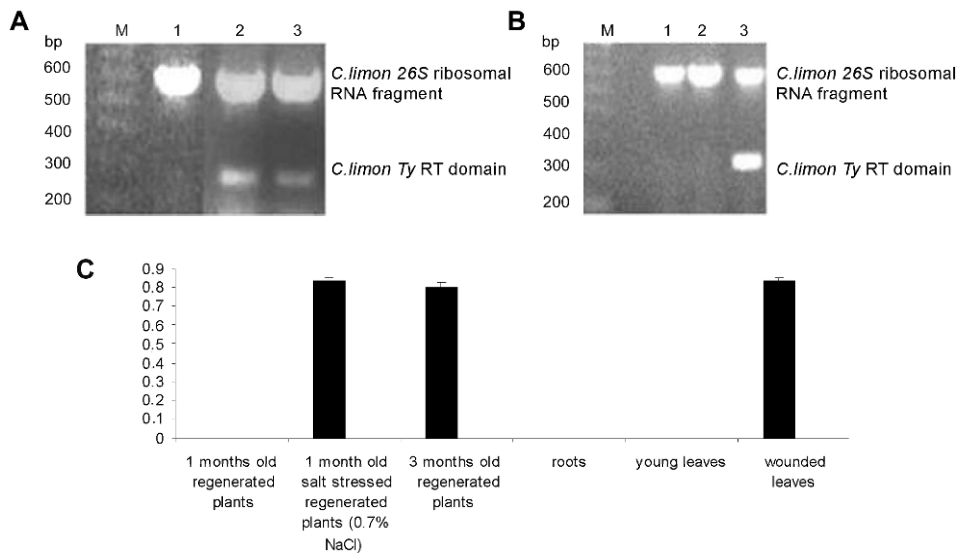 A
bp
M 1 2 3
600
500
400
300
200
C.limon 26S ribosomal
RNA fragment
C.limon Ty RT domain
B
bp
M 1 2 3
600
500
400
300
200
C.limon 26S ribosomal
RNA fragment
C.limon Ty RT domain
C
0.9
0.8
0.7
0.6
0.5
0.4
0.3
0.2
0.1
0
1 months old
regenerated
plants
1 month old
salt stressed
regenerated
plants (0.7%
NaCl)
3 months old
regenerated
plants
roots
young leaves
wounded
leaves